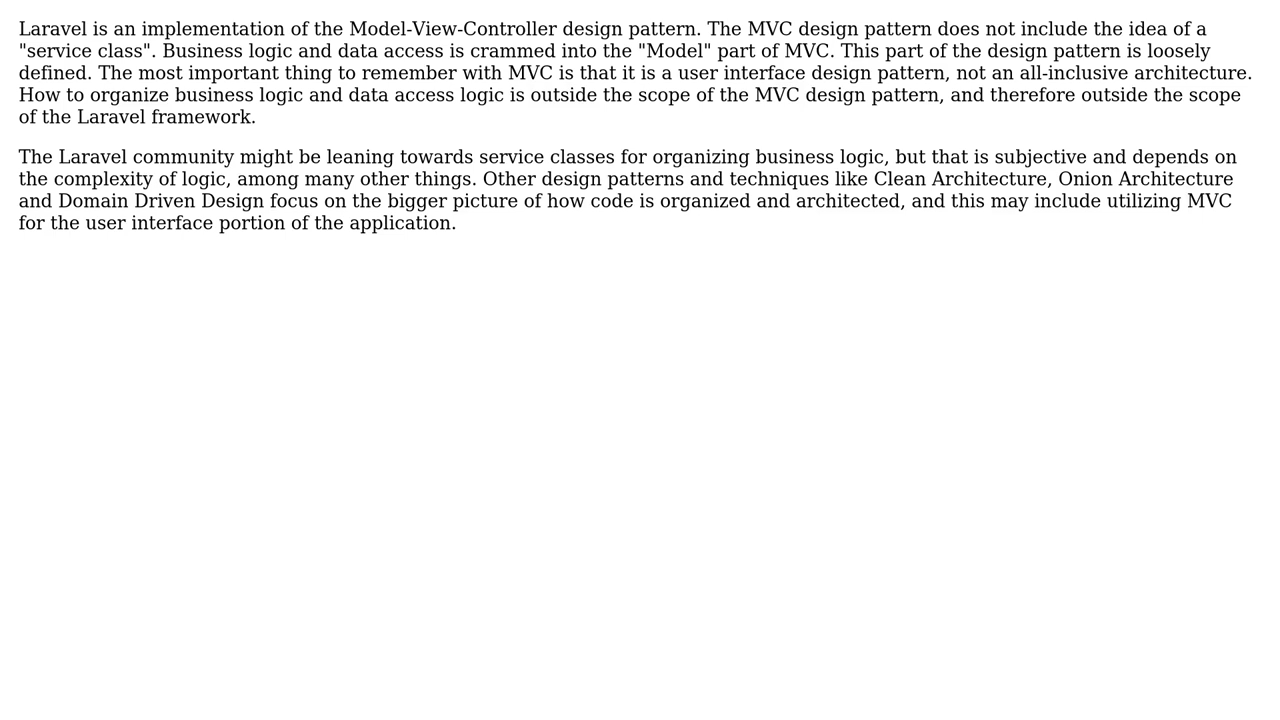 Laravel is an implementation of the Model-View-Controller design pattern. The MVC design pattern does not include the idea of a
"service class". Business logic and data access is crammed into the "Model" part of MVC. This part of the design pattern is loosely
defined. The most important thing to remember with MVC is that it is a user interface design pattern, not an all-inclusive architecture.
How to organize business logic and data access logic is outside the scope of the MVC design pattern, and therefore outside the scope
of the Laravel framework.
The Laravel community might be leaning towards service classes for organizing business logic, but that is subjective and depends on
the complexity of logic, among many other things. Other design patterns and techniques like Clean Architecture, Onion Architecture
and Domain Driven Design focus on the bigger picture of how code is organized and architected, and this may include utilizing MVC
for the user interface portion of the application.